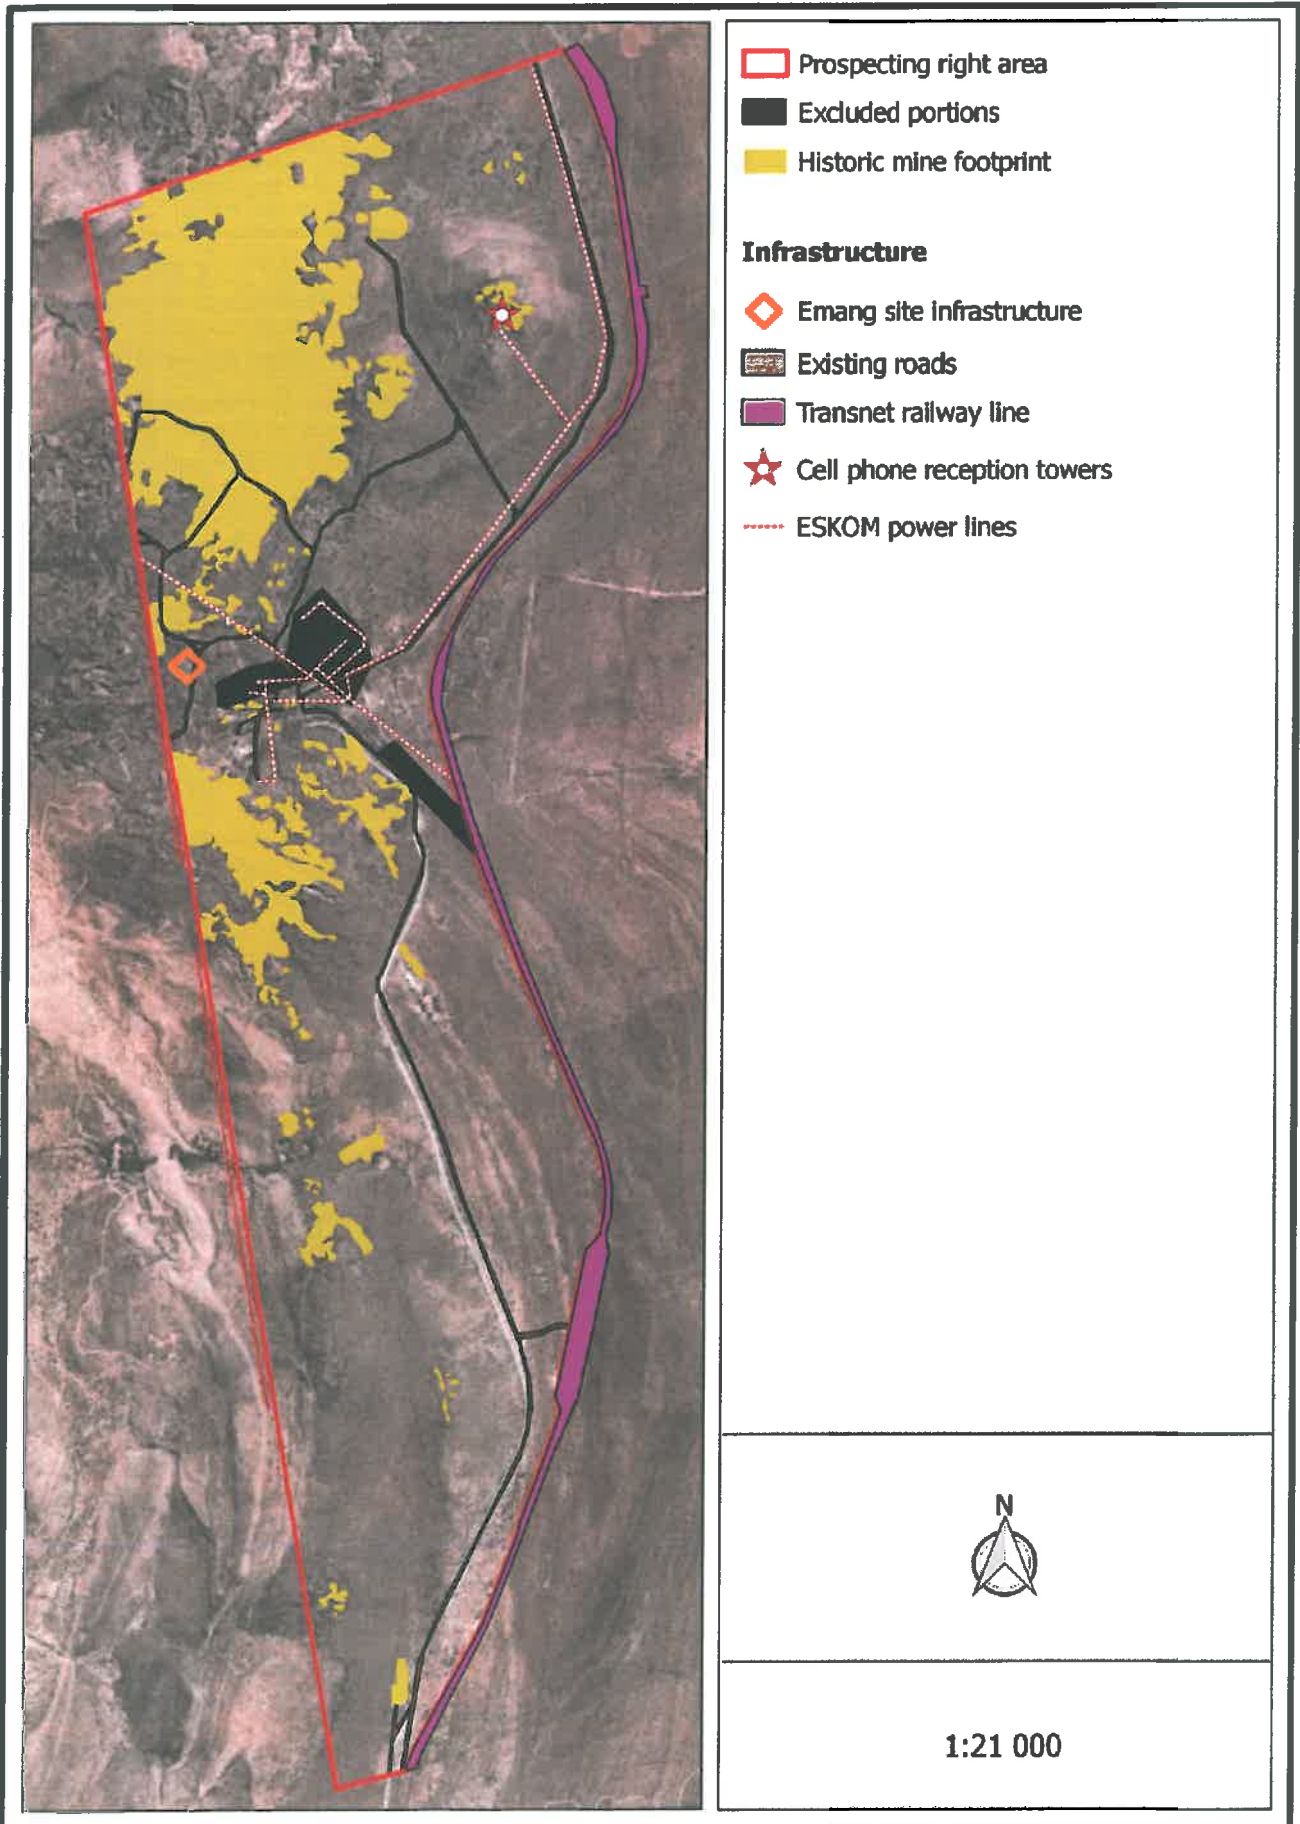 Prospecting right area
Excluded portions
Historic mine footprint
Infrastructure
Emang site infrastructure
Existing roads
Transnet railway line
Cell phone reception towers
ESKOM power lines
N
1:21 000